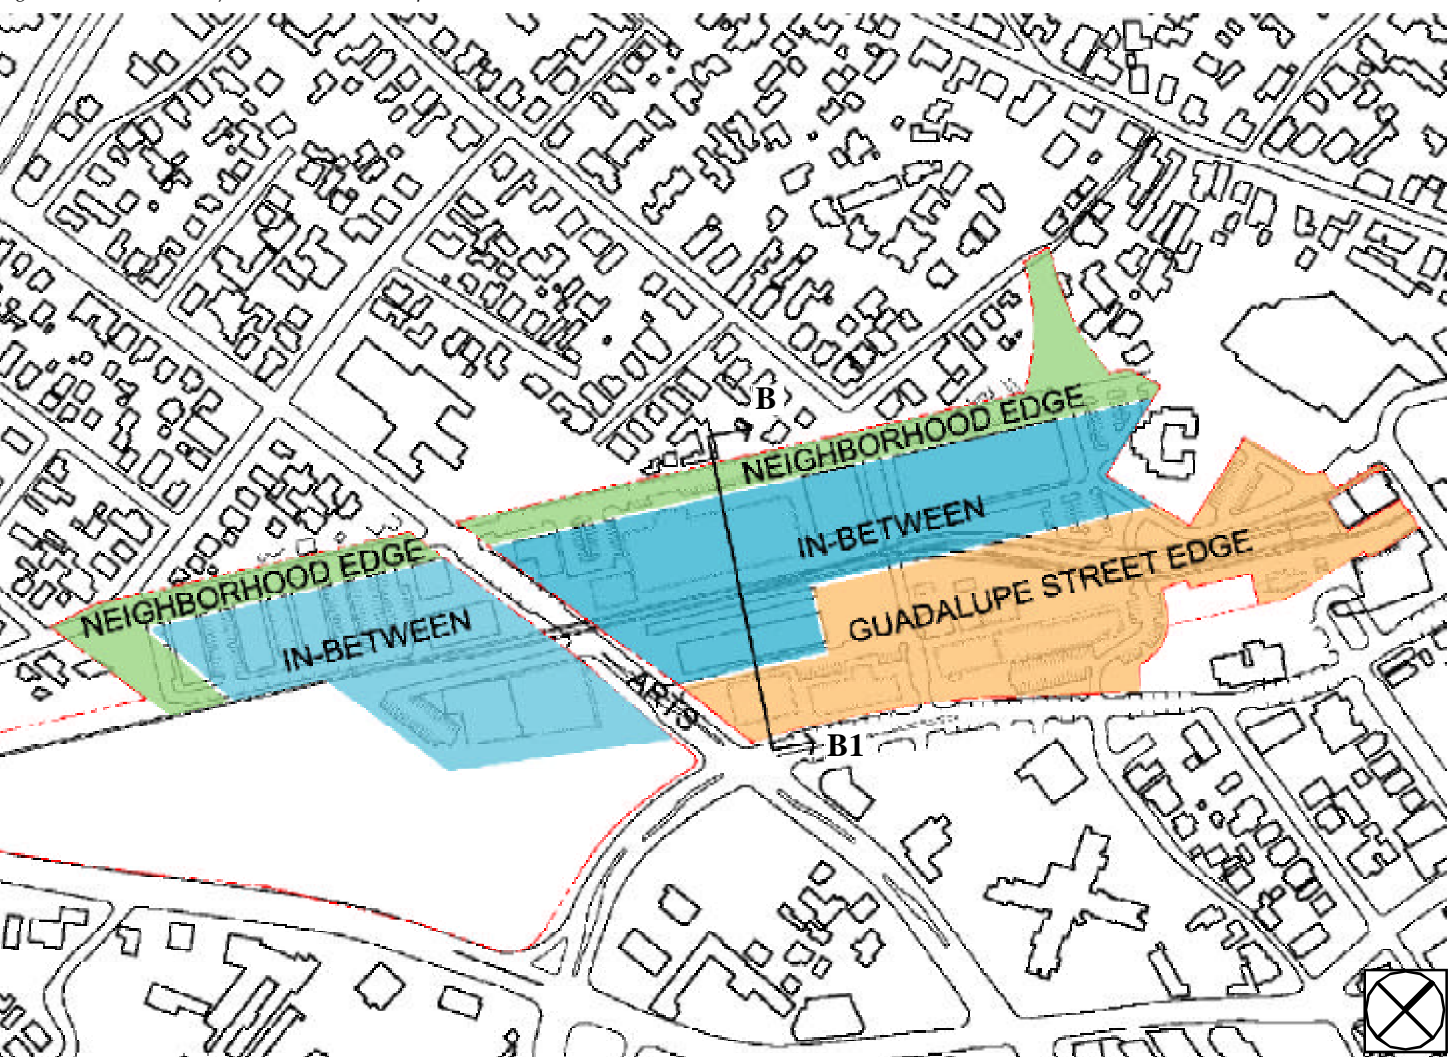 B
NEIGHBORHOOD EDGE
IN-BETWEEN
NEIGHBORHOOD EDGE
GUADALUPE STREET EDGE
IN-BETWEEN
ARTS
B1